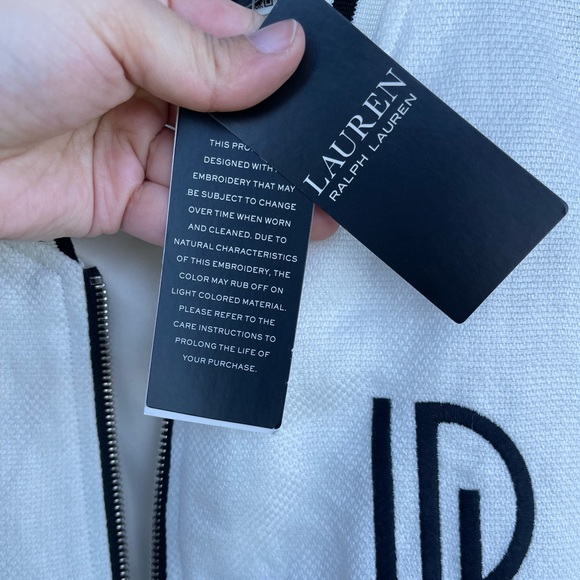 LAUREN
RALPH LAUREN
THIS PRO
DESIGNED WITH
EMBROIDERY THAT MAY
BE SUBJECT TO CHANGE
OVER TIME WHEN WORN
AND CLEANED. DUE TO
NATURAL CHARACTERISTICS
OF THIS EMBROIDERY, THE
COLOR MAY RUB OFF ON
LIGHT COLORED MATERIAL.
PLEASE REFER TO THE
CARE INSTRUCTIONS TO
PROLONG THE LIFE OF
YOUR PURCHASE.